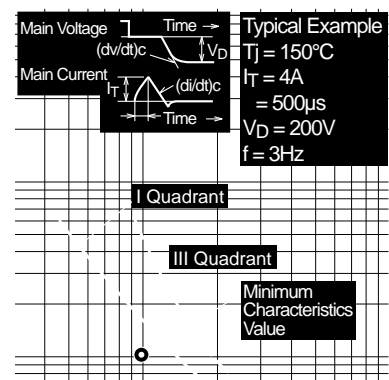 Main Voltage
Time →
(dv/dt)c
VD
Main Current
IT
(di/dt)c
Time →
Typical Example
Tj = 150°C
IT = 4A
= 500μs
VD = 200V
f = 3Hz
I Quadrant
III Quadrant
Minimum
Characteristics
Value